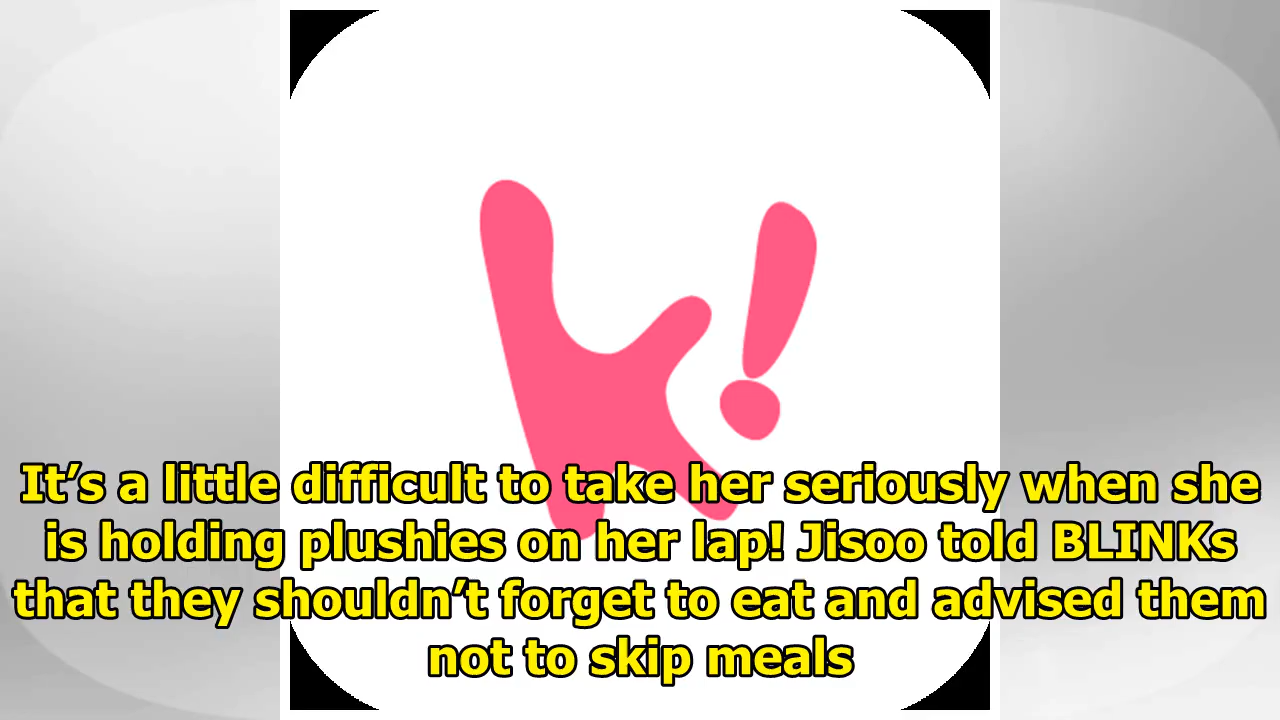 k!
It’s a little difficult to take her seriously when she
is holding plushies on her lap! Jisoo told BLINKs
that they shouldn’t forget to eat and advised them
not to skip meals